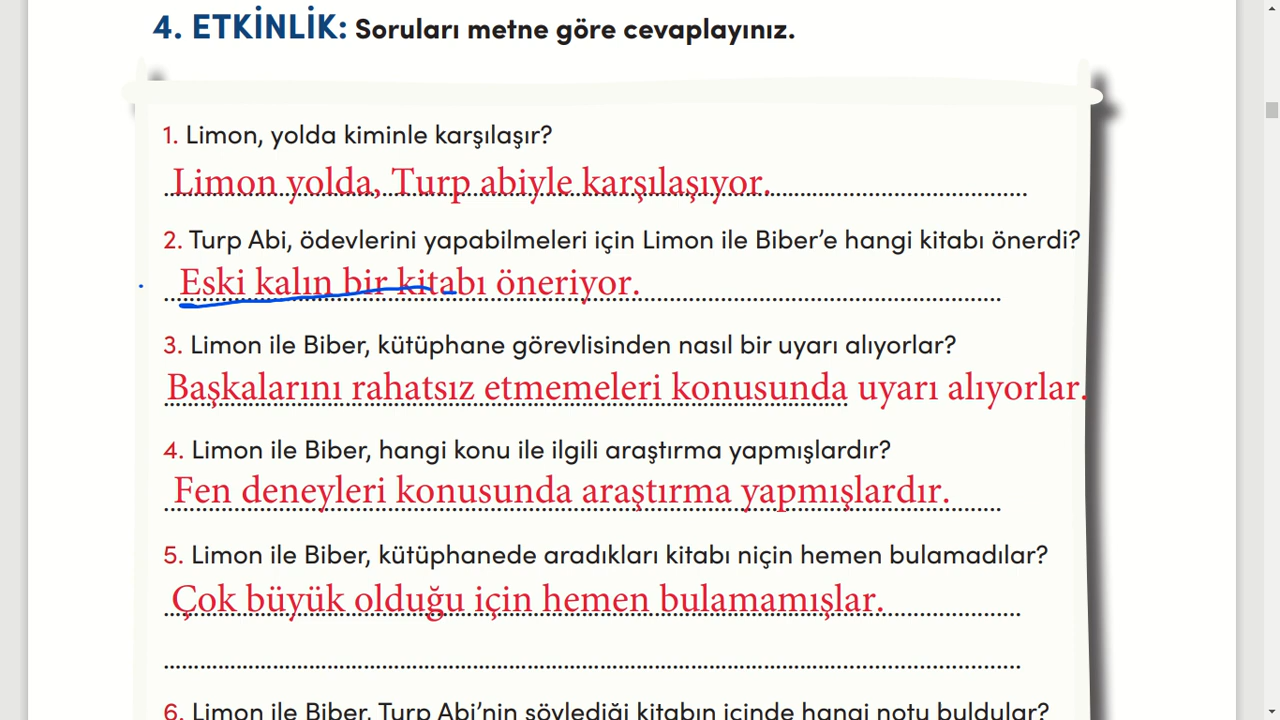 4. ETKİNLİK: Soruları metne göre cevaplayınız.
1. Limon, yolda kiminle karşılaşır?
Limon yolda, Turp abiyle karşılaşıyor.
2. Turp Abi, ödevlerini yapabilmeleri için Limon ile Biber'e hangi kitabı önerdi?
Eski kalın bir kitabı öneriyor.
3. Limon ile Biber, kütüphane görevlisinden nasıl bir uyarı alıyorlar?
Başkalarını rahatsız etmemeleri konusunda uyarı alıyorlar.
4. Limon ile Biber, hangi konu ile ilgili araştırma yapmışlardır?
Fen deneyleri konusunda araştırma yapmışlardır.
5. Limon ile Biber, kütüphanede aradıkları kitabı niçin hemen bulamadılar?
Çok büyük olduğu için hemen bulamamışlar.
6. Limon ile Biber, Turp Abi'nin söylediği kitabın içinde hangi notu buldular?